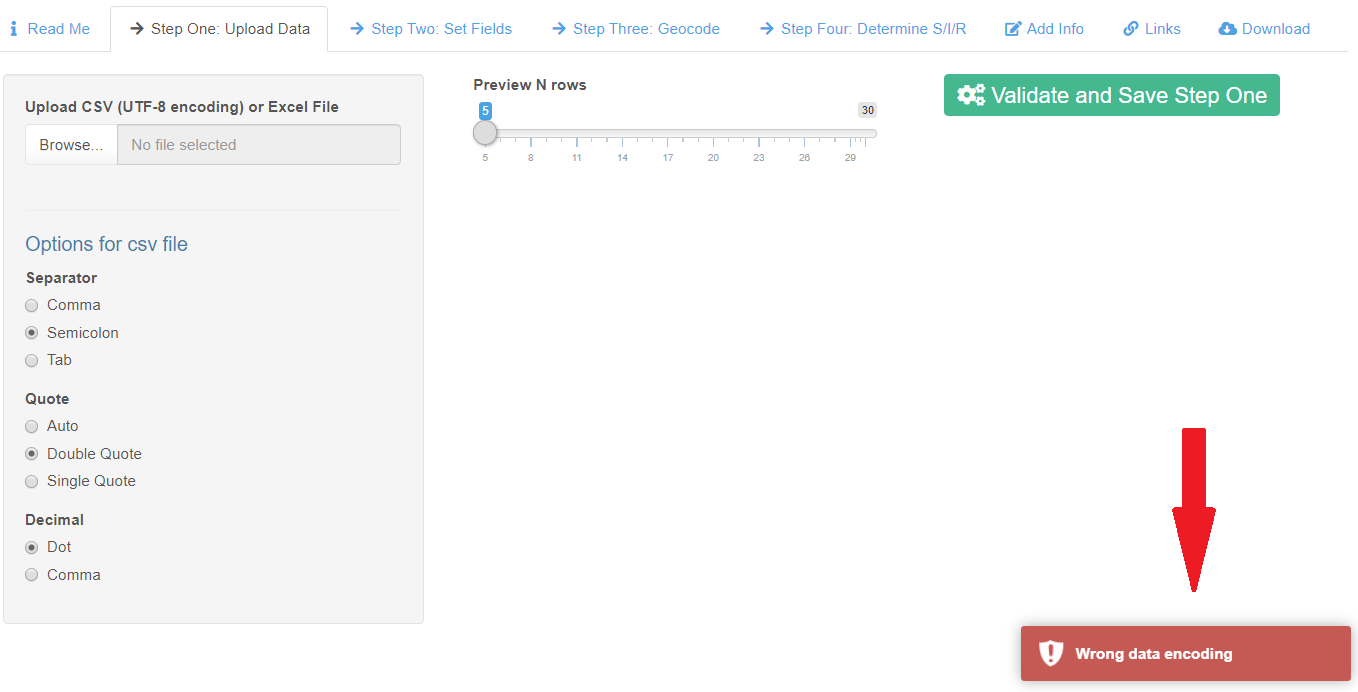 Read Me
Step One: Upload Data
Step Two: Set Fields
Step Three: Geocode
Step Four: Determine S/I/R
Add Info
Links
Download
Upload CSV (UTF-8 encoding) or Excel File
Browse...
No file selected
Options for csv file
Separator
Comma
Semicolon
Tab
Quote
Auto
Double Quote
Single Quote
Decimal
Dot
Comma
Preview N rows
5
30
5 8 11 14 17 20 23 26 29
Validate and Save Step One
Wrong data encoding